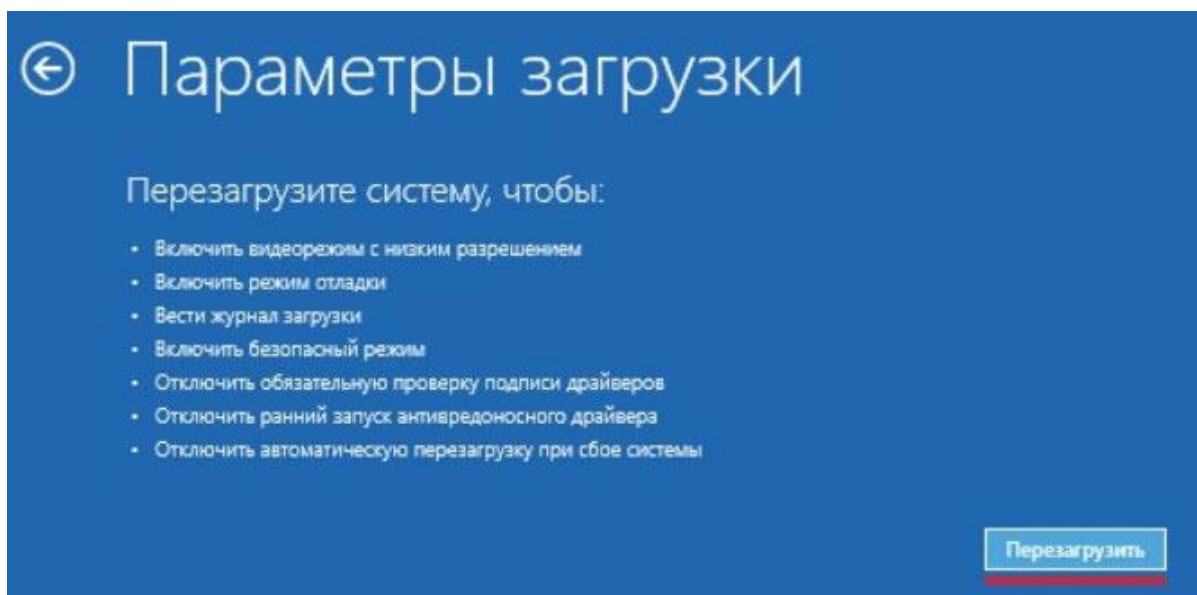 Параметры загрузки
Перезагрузите систему, чтобы:
• Включить видеорежим с низким разрешением
• Включить режим отладки
• Вести журнал загрузки
• Включить безопасный режим
• Отключить обязательную проверку подписи драйверов
• Отключить ранний запуск антивредоносного драйвера
• Отключить автоматическую перезагрузку при сбое системы
Перезагрузить